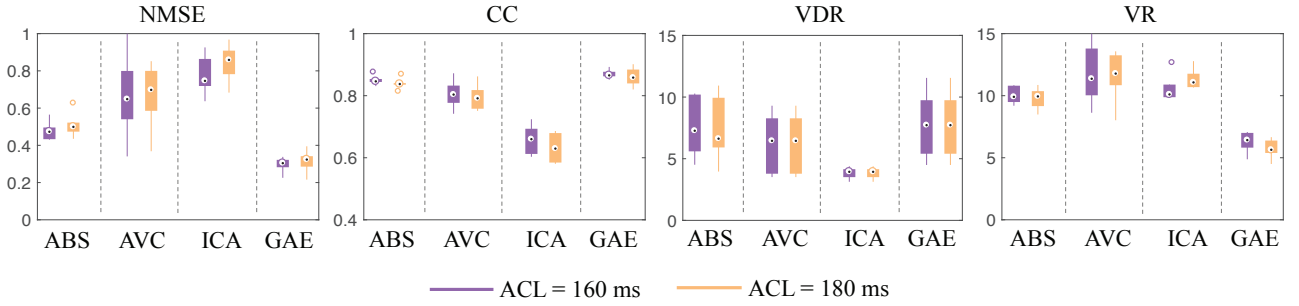 NMSE CC VDR VR
1 1 15 15
0.8
0.8 10 10
0.6
0.4 0.6 5 5
0.2
0 0.4 0 0
ABS AVC ICA GAE ABS AVC ICA GAE ABS AVC ICA GAE ABS AVC ICA GAE
ACL = 160 ms ACL = 180 ms